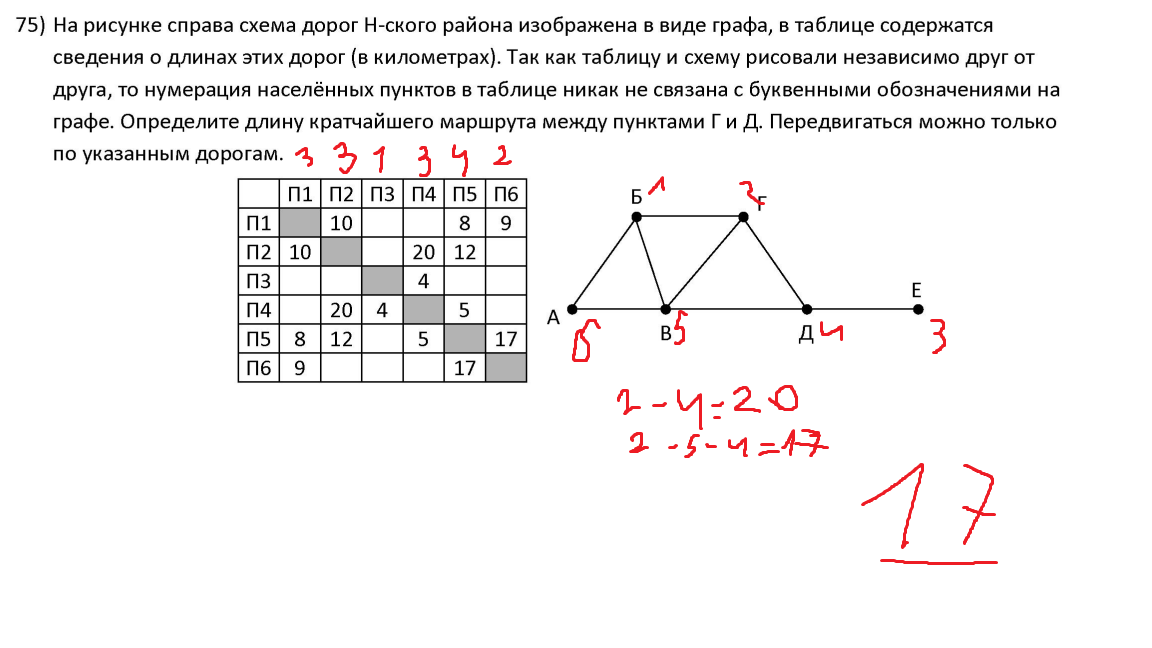 75) На рисунке справа схема дорог Н-ского района изображена в виде графа, в таблице содержатся
сведения о длинах этих дорог (в километрах). Так как таблицу и схему рисовали независимо друг от
друга, то нумерация населённых пунктов в таблице никак не связана с буквенными обозначениями на
графе. Определите длину кратчайшего маршрута между пунктами Г и Д. Передвигаться можно только
по указанным дорогам.
3 3 1 3 4 2
П1 П2 П3 П4 П5 П6
П1 10 8 9
П2 10 20 12
П3 4
П4 20 4 5
П5 8 12 5 17
П6 9 17
Б 1 2 Г
А 6 В 5 Д 4 Е 3
2 - 4 = 20
2 - 5 - 4 = 17
17